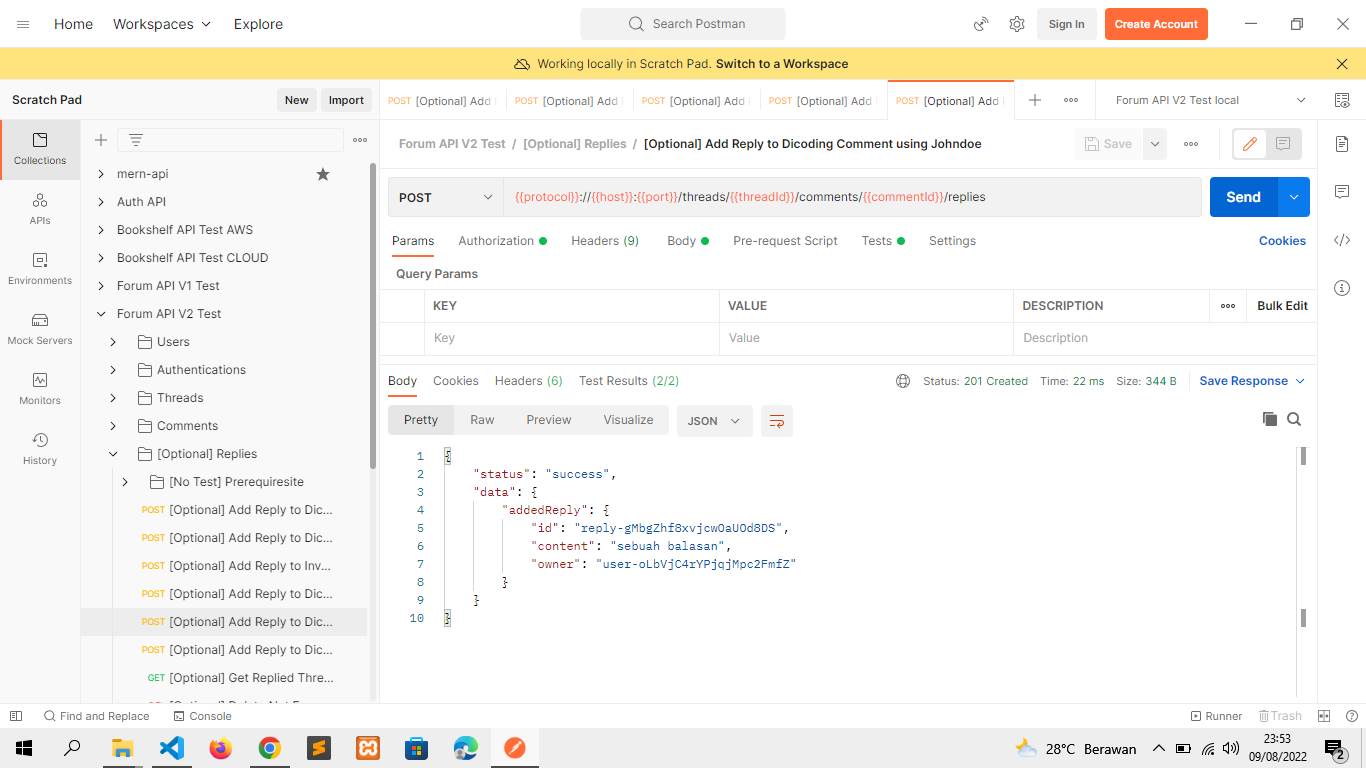 Home Workspaces Explore Search Postman Sign In Create Account
Working locally in Scratch Pad. Switch to a Workspace
Scratch Pad New Import
POST [Optional] Add POST [Optional] Add POST [Optional] Add POST [Optional] Add POST [Optional] Add Forum API V2 Test local
Forum API V2 Test / [Optional] Replies / [Optional] Add Reply to Dicoding Comment using Johndoe Save
POST {{protocol}}://{{host}}:{{port}}/threads/{{threadId}}/comments/{{commentId}}/replies Send
Params Authorization Headers (9) Body Pre-request Script Tests Settings Cookies
Query Params
KEY VALUE DESCRIPTION Bulk Edit
Key Value Description
Body Cookies Headers (6) Test Results (2/2) Status: 201 Created Time: 22 ms Size: 344 B Save Response
Pretty Raw Preview Visualize JSON
1 {
2 "status": "success",
3 "data": {
4 "addedReply": {
5 "id": "reply-gMbgZhf8xvjcwOaUOd8DS",
6 "content": "sebuah balasan",
7 "owner": "user-oLbVjC4rYPjqjMpc2FmfZ"
8 }
9 }
10 }
Collections
APIs
Environments
Mock Servers
Monitors
History
mern-api
Auth API
Bookshelf API Test AWS
Bookshelf API Test CLOUD
Forum API V1 Test
Forum API V2 Test
Users
Authentications
Threads
Comments
[Optional] Replies
[No Test] Prerequiresite
POST [Optional] Add Reply to Dic...
POST [Optional] Add Reply to Dic...
POST [Optional] Add Reply to Inv...
POST [Optional] Add Reply to Dic...
POST [Optional] Add Reply to Dic...
POST [Optional] Add Reply to Dic...
GET [Optional] Get Replied Thre...
Find and Replace Console Runner Trash
28°C Berawan 23:53
09/08/2022 2